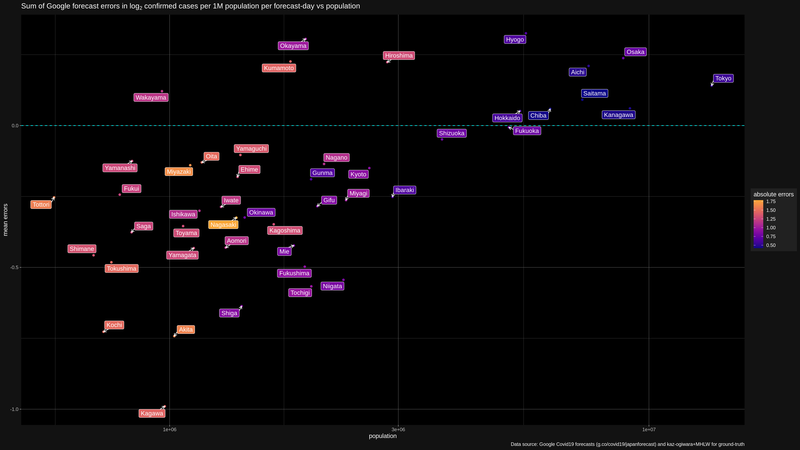 Sum of Google forecast errors in log₂ confirmed cases per 1M population per forecast-day vs population
Okayama
Hyogo
Osaka
Hiroshima
Kumamoto
Aichi
Tokyo
Wakayama
Saitama
Hokkaido
Chiba
Kanagawa
0.0
Shizuoka
Fukuoka
Yamaguchi
Oita
Nagano
Yamanashi
Miyazaki
Ehime
Gunma
Kyoto
absolute errors
Fukui
Miyagi
Ibaraki
1.75
Tottori
Iwate
Gifu
1.50
mean errors
Ishikawa
Okinawa
1.25
Saga
Nagasaki
Toyama
Kagoshima
1.00
Shimane
Aomori
0.75
Yamagata
Mie
0.50
-0.5
Tokushima
Fukushima
Niigata
Tochigi
Shiga
Kochi
Akita
-1.0
Kagawa
1e+06
3e+06
1e+07
population
Data source: Google Covid19 forecasts (g.co/covid19/japanforecast) and kaz-ogiwara+MHLW for ground-truth